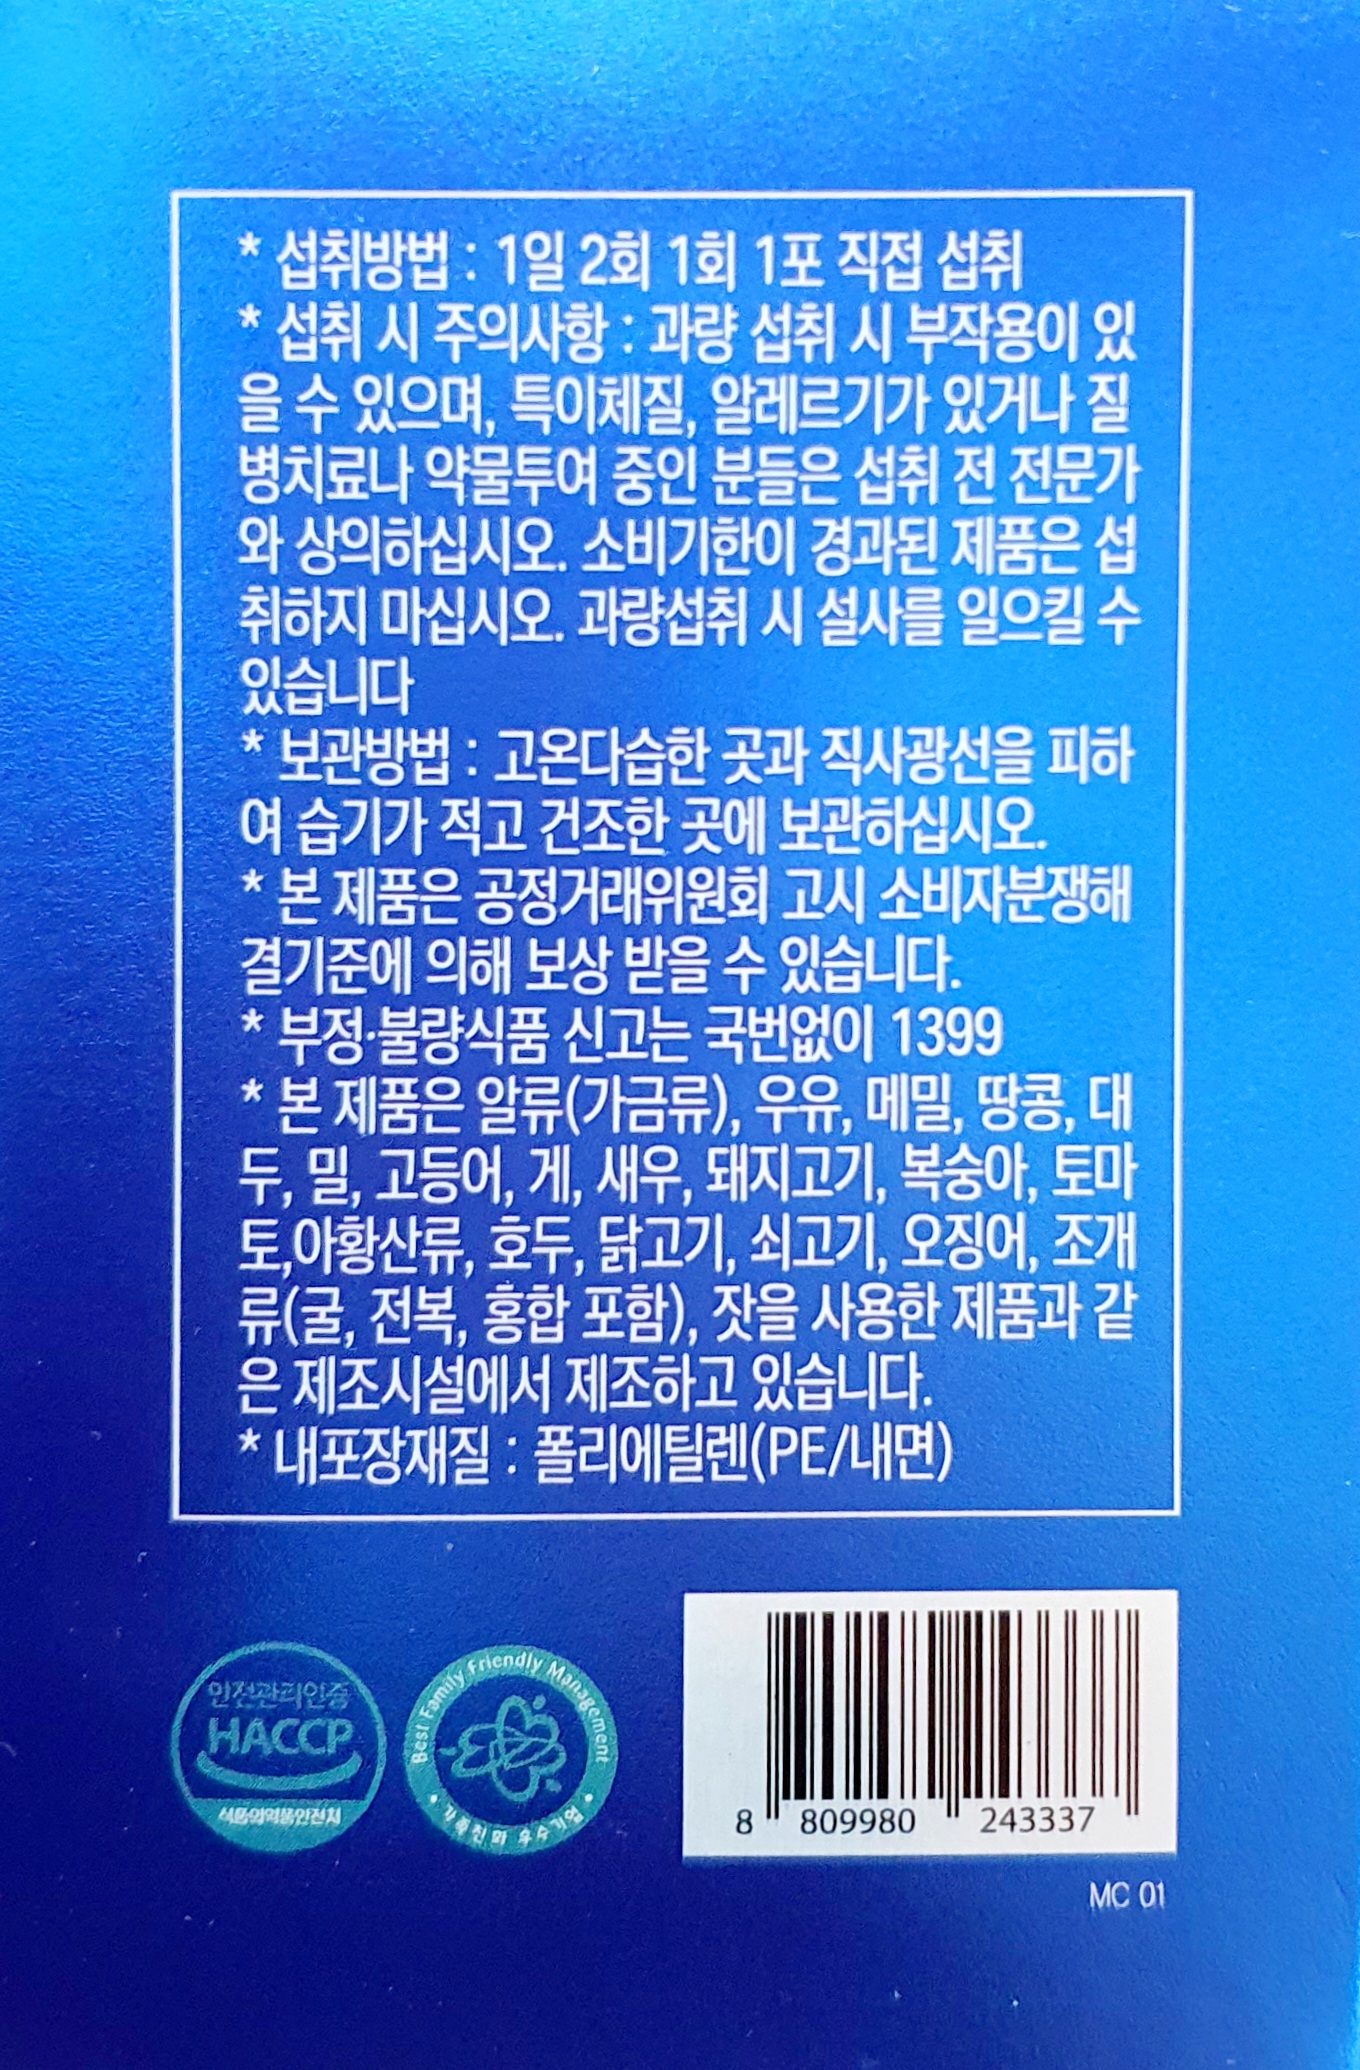 * 섭취방법 : 1일 2회 1회 1포 직접 섭취
* 섭취 시 주의사항 : 과량 섭취 시 부작용이 있
을 수 있으며, 특이체질, 알레르기가 있거나 질
병치료나 약물투여 중인 분들은 섭취 전 전문가
와 상의하십시오. 소비기한이 경과된 제품은 섭
취하지 마십시오. 과량섭취 시 설사를 일으킬 수
있습니다
* 보관방법 : 고온다습한 곳과 직사광선을 피하
여 습기가 적고 건조한 곳에 보관하십시오.
* 본 제품은 공정거래위원회 고시 소비자분쟁해
결기준에 의해 보상 받을 수 있습니다.
* 부정·불량식품 신고는 국번없이 1399
* 본 제품은 알류(가금류), 우유, 메밀, 땅콩, 대
두, 밀, 고등어, 게, 새우, 돼지고기, 복숭아, 토마
토,아황산류, 호두, 닭고기, 쇠고기, 오징어, 조개
류(굴, 전복, 홍합 포함), 잣을 사용한 제품과 같
은 제조시설에서 제조하고 있습니다.
* 내포장재질 : 폴리에틸렌(PE/내면)
안전관리인증
HACCP
식품의약품안전처
Best Family Friendly Management
가족친화 우수기업
8 809980 243337
MC 01